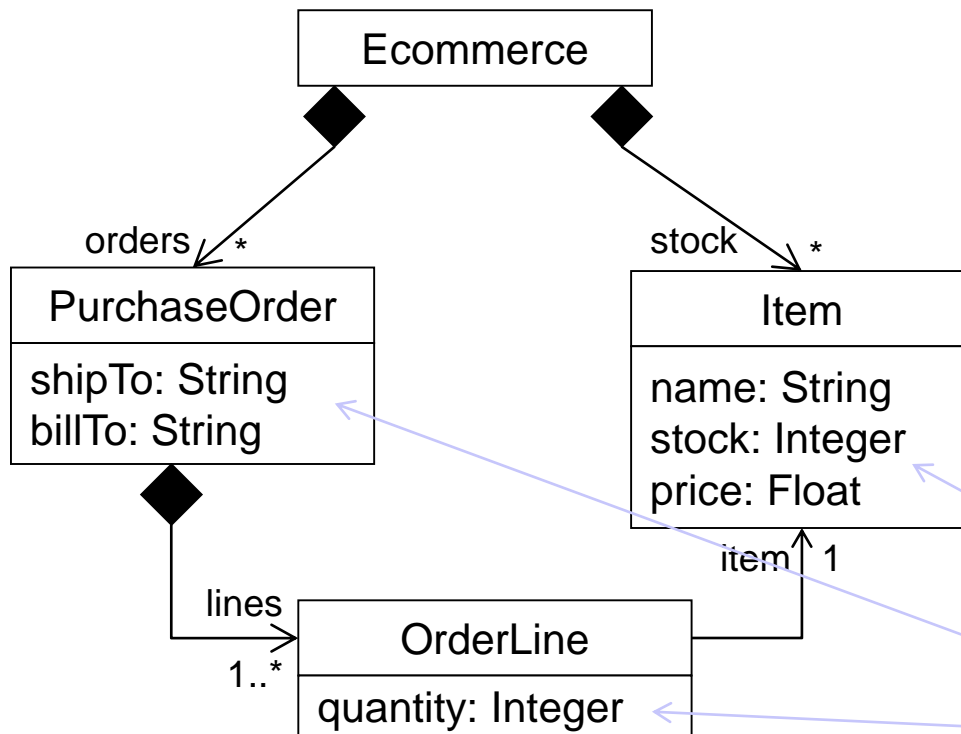 Ecommerce
orders *
stock *
PurchaseOrder
shipTo: String
billTo: String
Item
name: String
stock: Integer
price: Float
item 1
lines
1..*
OrderLine
quantity: Integer